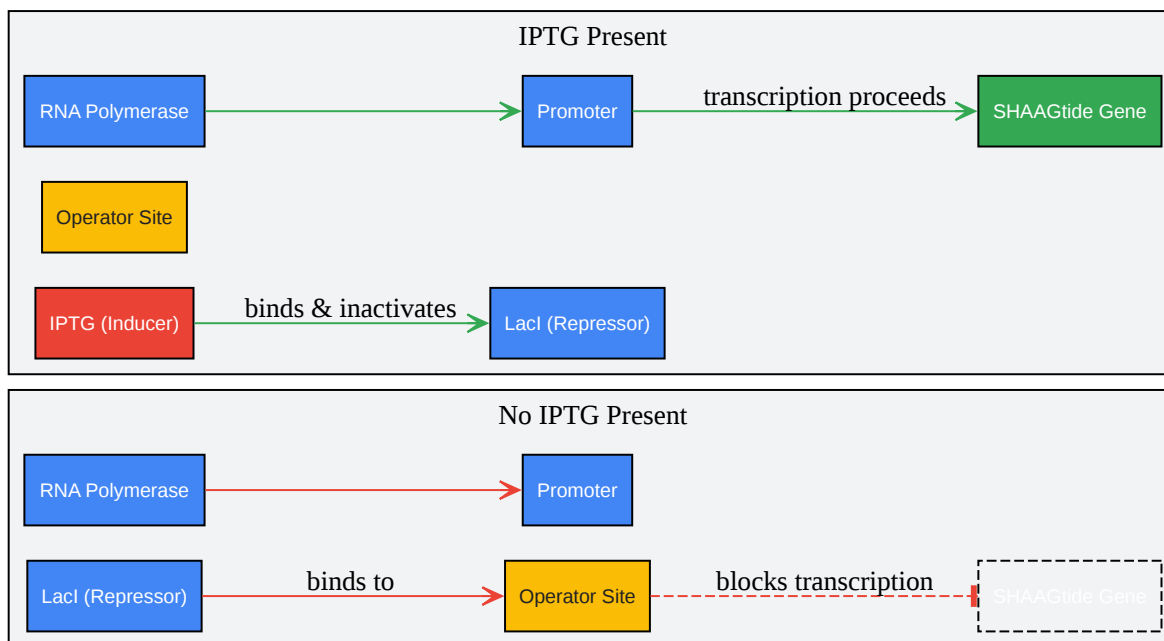 IPTG Present
RNA Polymerase
Promoter
transcription proceeds
SHAAGtide Gene
Operator Site
IPTG (Inducer)
binds & inactivates
LacI (Repressor)
No IPTG Present
RNA Polymerase
Promoter
LacI (Repressor)
binds to
Operator Site
blocks transcription
SHAAGtide Gene